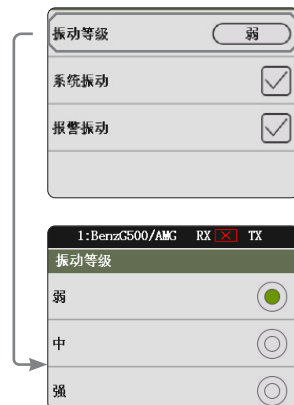 振动等级 弱
系统振动
报警振动
1:BenzG500/AMG RX TX
振动等级
弱
中
强